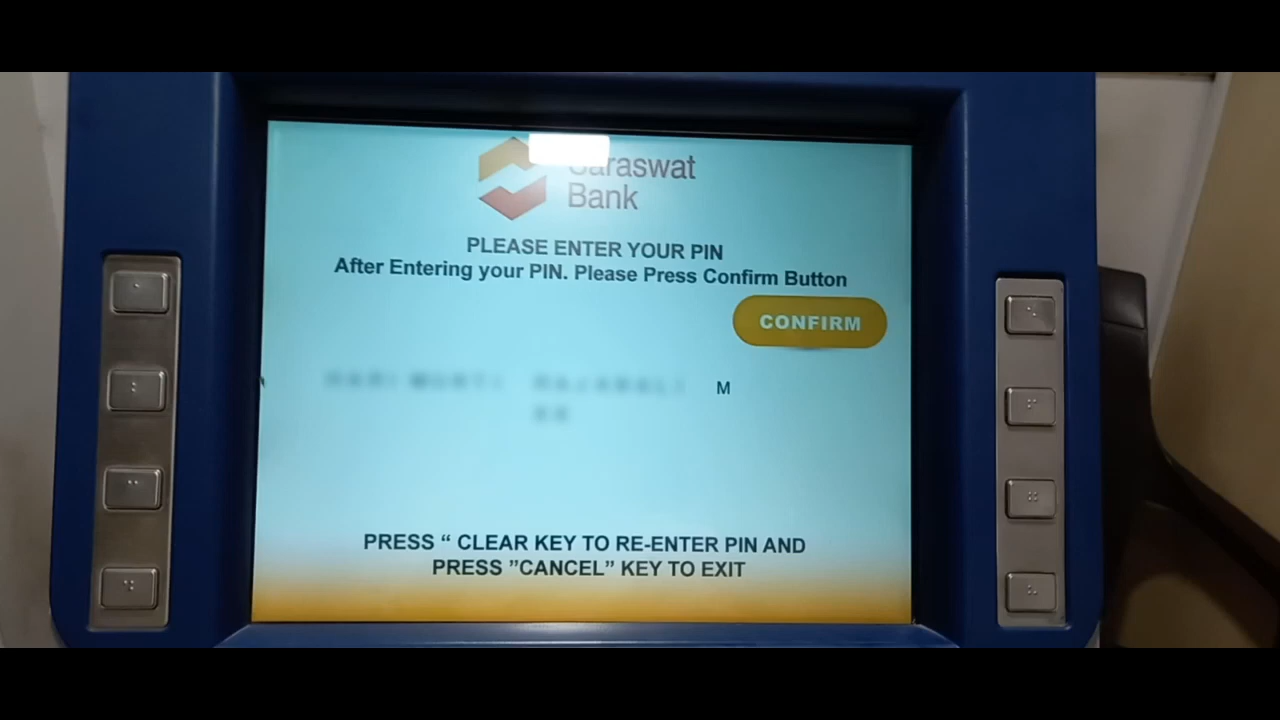 Saraswat
Bank
PLEASE ENTER YOUR PIN
After Entering your PIN. Please Press Confirm Button
CONFIRM
M
PRESS “ CLEAR KEY TO RE-ENTER PIN AND
PRESS ”CANCEL” KEY TO EXIT